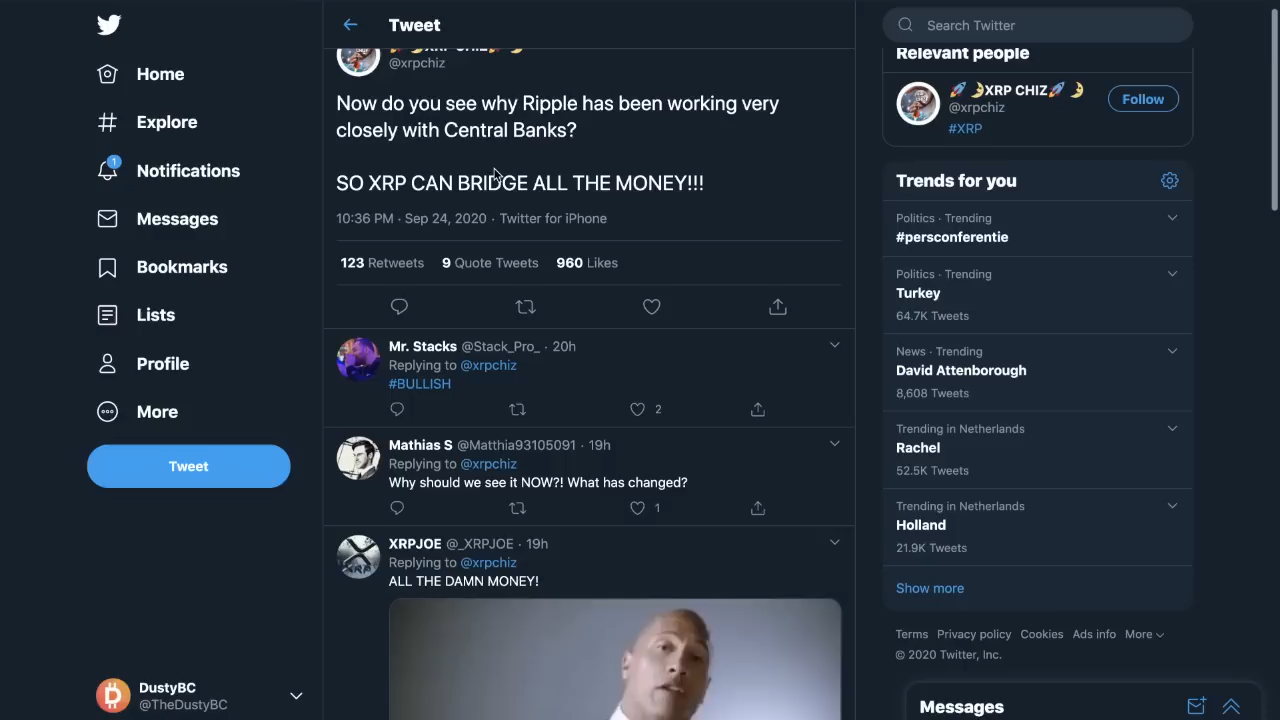 Home
Explore
1
Notifications
Messages
Bookmarks
Lists
Profile
More
Tweet
DustyBC
@TheDustyBC
Tweet
XRP CHIZ
@xrpchiz
Now do you see why Ripple has been working very
closely with Central Banks?
SO XRP CAN BRIDGE ALL THE MONEY!!!
10:36 PM · Sep 24, 2020 · Twitter for iPhone
123 Retweets 9 Quote Tweets 960 Likes
Mr. Stacks @Stack_Pro_ · 20h
Replying to @xrpchiz
#BULLISH
2
Mathias S @Matthia93105091 · 19h
Replying to @xrpchiz
Why should we see it NOW?! What has changed?
1
XRPJOE @_XRPJOE · 19h
Replying to @xrpchiz
ALL THE DAMN MONEY!
Search Twitter
Relevant people
🚀🌛XRP CHIZ🚀🌛
@xrpchiz
#XRP
Follow
Trends for you
Politics · Trending
#persconferentie
Politics · Trending
Turkey
64.7K Tweets
News · Trending
David Attenborough
8,608 Tweets
Trending in Netherlands
Rachel
52.5K Tweets
Trending in Netherlands
Holland
21.9K Tweets
Show more
Terms Privacy policy Cookies Ads info More
© 2020 Twitter, Inc.
Messages